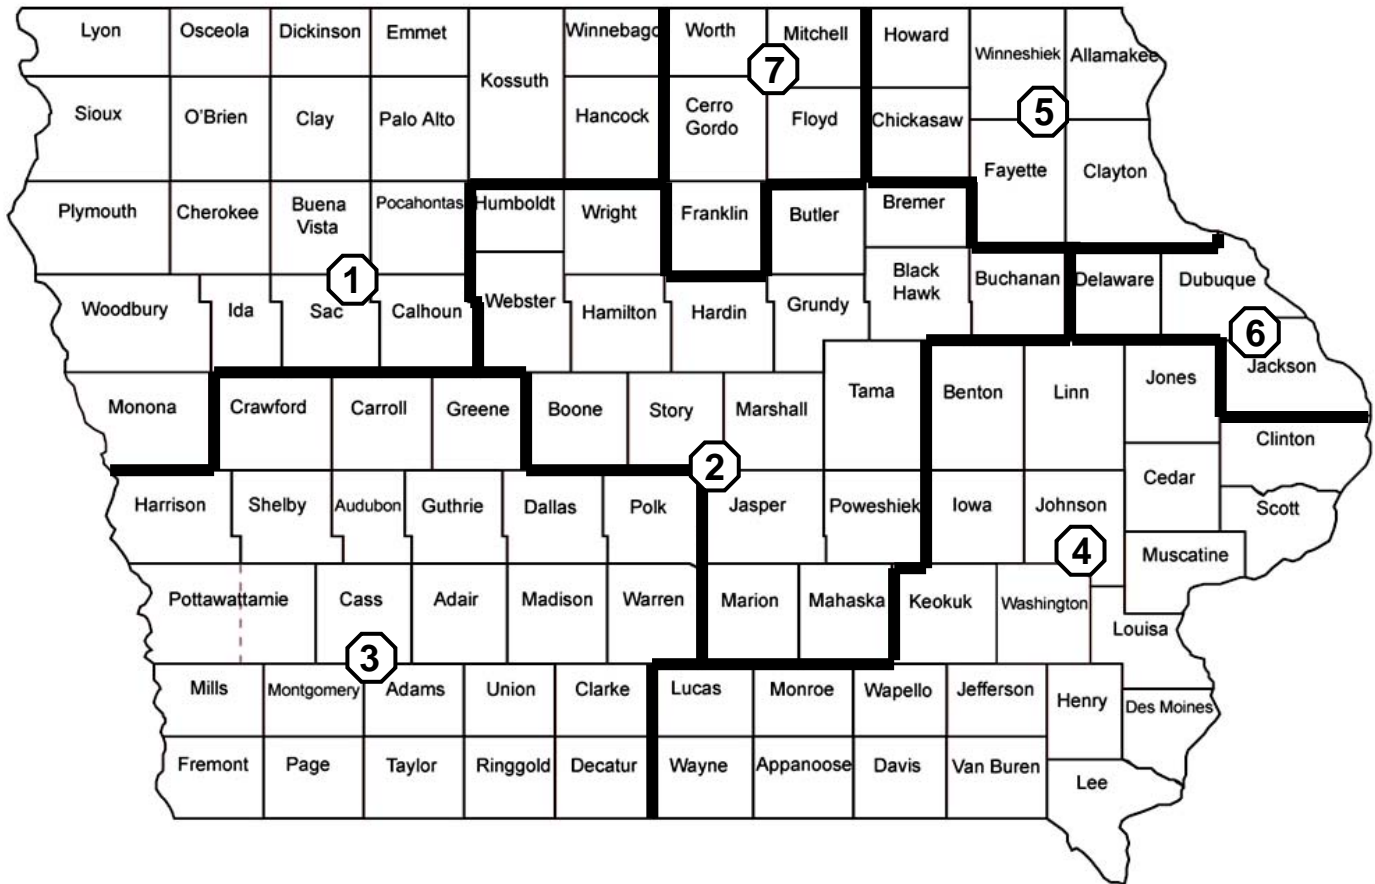 Lyon
Osceola
Dickinson
Emmet
Kossuth
Winnebago
Worth
Mitchell
Howard
Winneshiek
Allamakee
7
Sioux
O'Brien
Clay
Palo Alto
Hancock
Cerro
Gordo
Floyd
Chickasaw
5
Fayette
Clayton
Plymouth
Cherokee
Buena
Vista
Pocahontas
Humboldt
Wright
Franklin
Butler
Bremer
1
Woodbury
Ida
Sac
Calhoun
Webster
Hamilton
Hardin
Grundy
Black
Hawk
Buchanan
Delaware
Dubuque
6
Jackson
Monona
Crawford
Carroll
Greene
Boone
Story
Marshall
Tama
Benton
Linn
Jones
Clinton
2
Harrison
Shelby
Audubon
Guthrie
Dallas
Polk
Jasper
Poweshiek
Iowa
Johnson
Cedar
Scott
4
Muscatine
Pottawattamie
Cass
Adair
Madison
Warren
Marion
Mahaska
Keokuk
Washington
Louisa
3
Mills
Montgomery
Adams
Union
Clarke
Lucas
Monroe
Wapello
Jefferson
Henry
Des Moines
Fremont
Page
Taylor
Ringgold
Decatur
Wayne
Appanoose
Davis
Van Buren
Lee